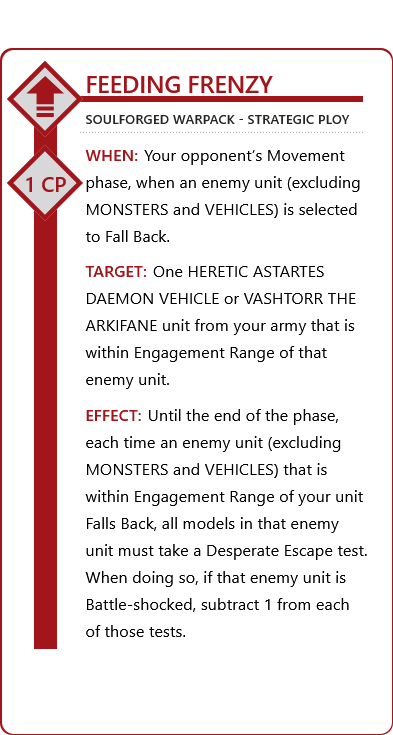 FEEDING FRENZY
SOULFORGED WARPACK - STRATEGIC PLOY
1 CP
WHEN: Your opponent's Movement
phase, when an enemy unit (excluding
MONSTERS and VEHICLES) is selected
to Fall Back.
TARGET: One HERETIC ASTARTES
DAEMON VEHICLE or VASHTORR THE
ARKIFANE unit from your army that is
within Engagement Range of that
enemy unit.
EFFECT: Until the end of the phase,
each time an enemy unit (excluding
MONSTERS and VEHICLES) that is
within Engagement Range of your unit
Falls Back, all models in that enemy
unit must take a Desperate Escape test.
When doing so, if that enemy unit is
Battle-shocked, subtract 1 from each
of those tests.